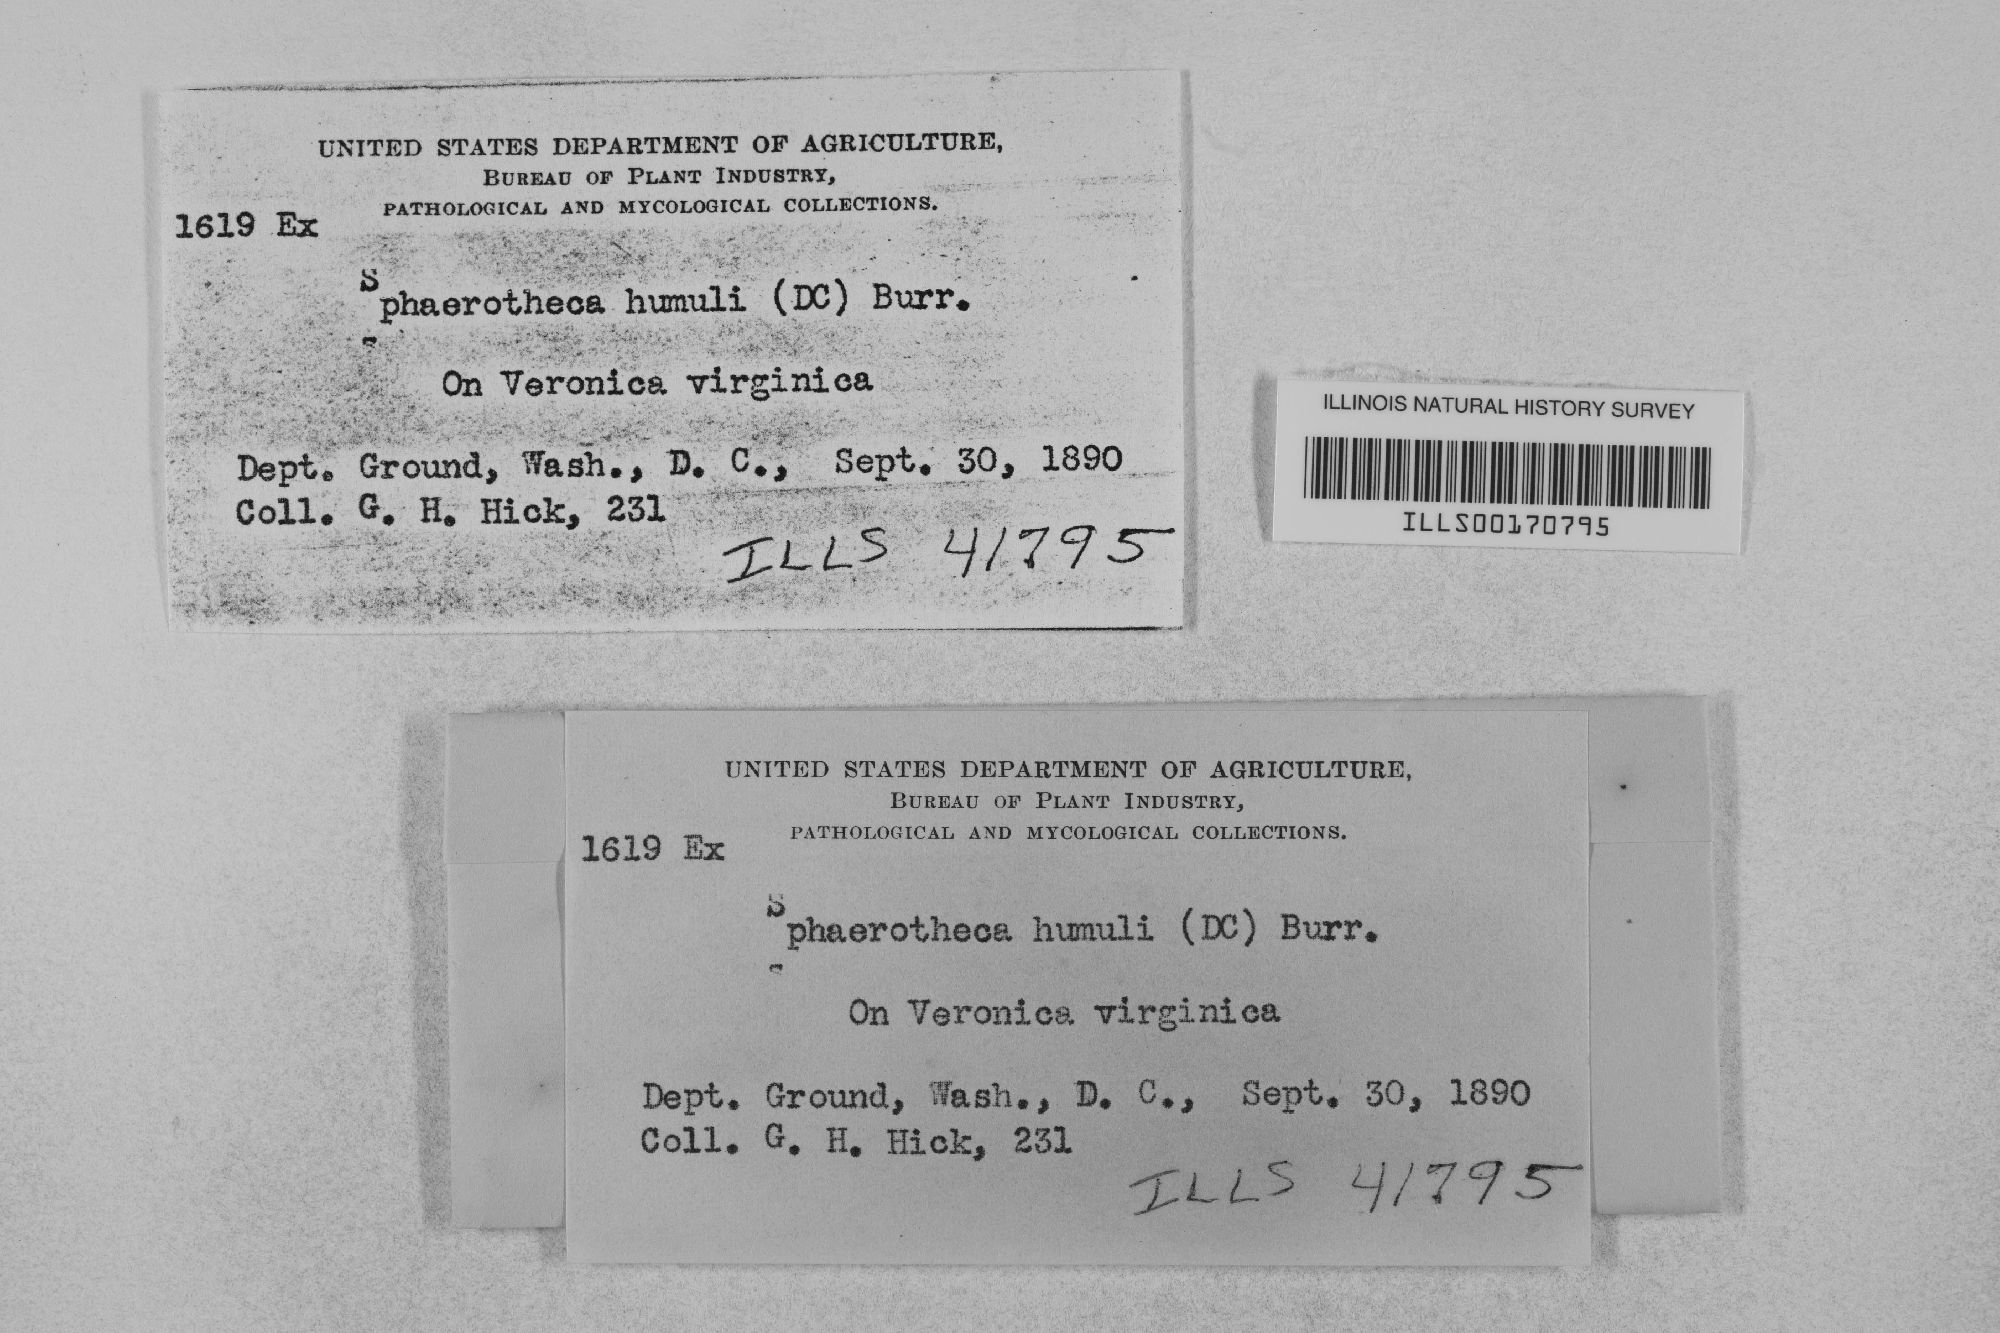 UNITED STATES DEPARTMENT OF AGRICULTURE,
BUREAU OF PLANT INDUSTRY,
PATHOLOGICAL AND MYCOLOGICAL COLLECTIONS.
1619 Ex
Sphaerotheca humuli (DC) Burr.
On Veronica virginica
Dept. Ground, Wash., D. C., Sept. 30, 1890
Coll. G. H. Hick, 231
ILLS 41795
ILLINOIS NATURAL HISTORY SURVEY
ILLS00170795
UNITED STATES DEPARTMENT OF AGRICULTURE,
BUREAU OF PLANT INDUSTRY,
PATHOLOGICAL AND MYCOLOGICAL COLLECTIONS.
1619 Ex
Sphaerotheca humuli (DC) Burr.
On Veronica virginica
Dept. Ground, Wash., D. C., Sept. 30, 1890
Coll. G. H. Hick, 231
ILLS 41795